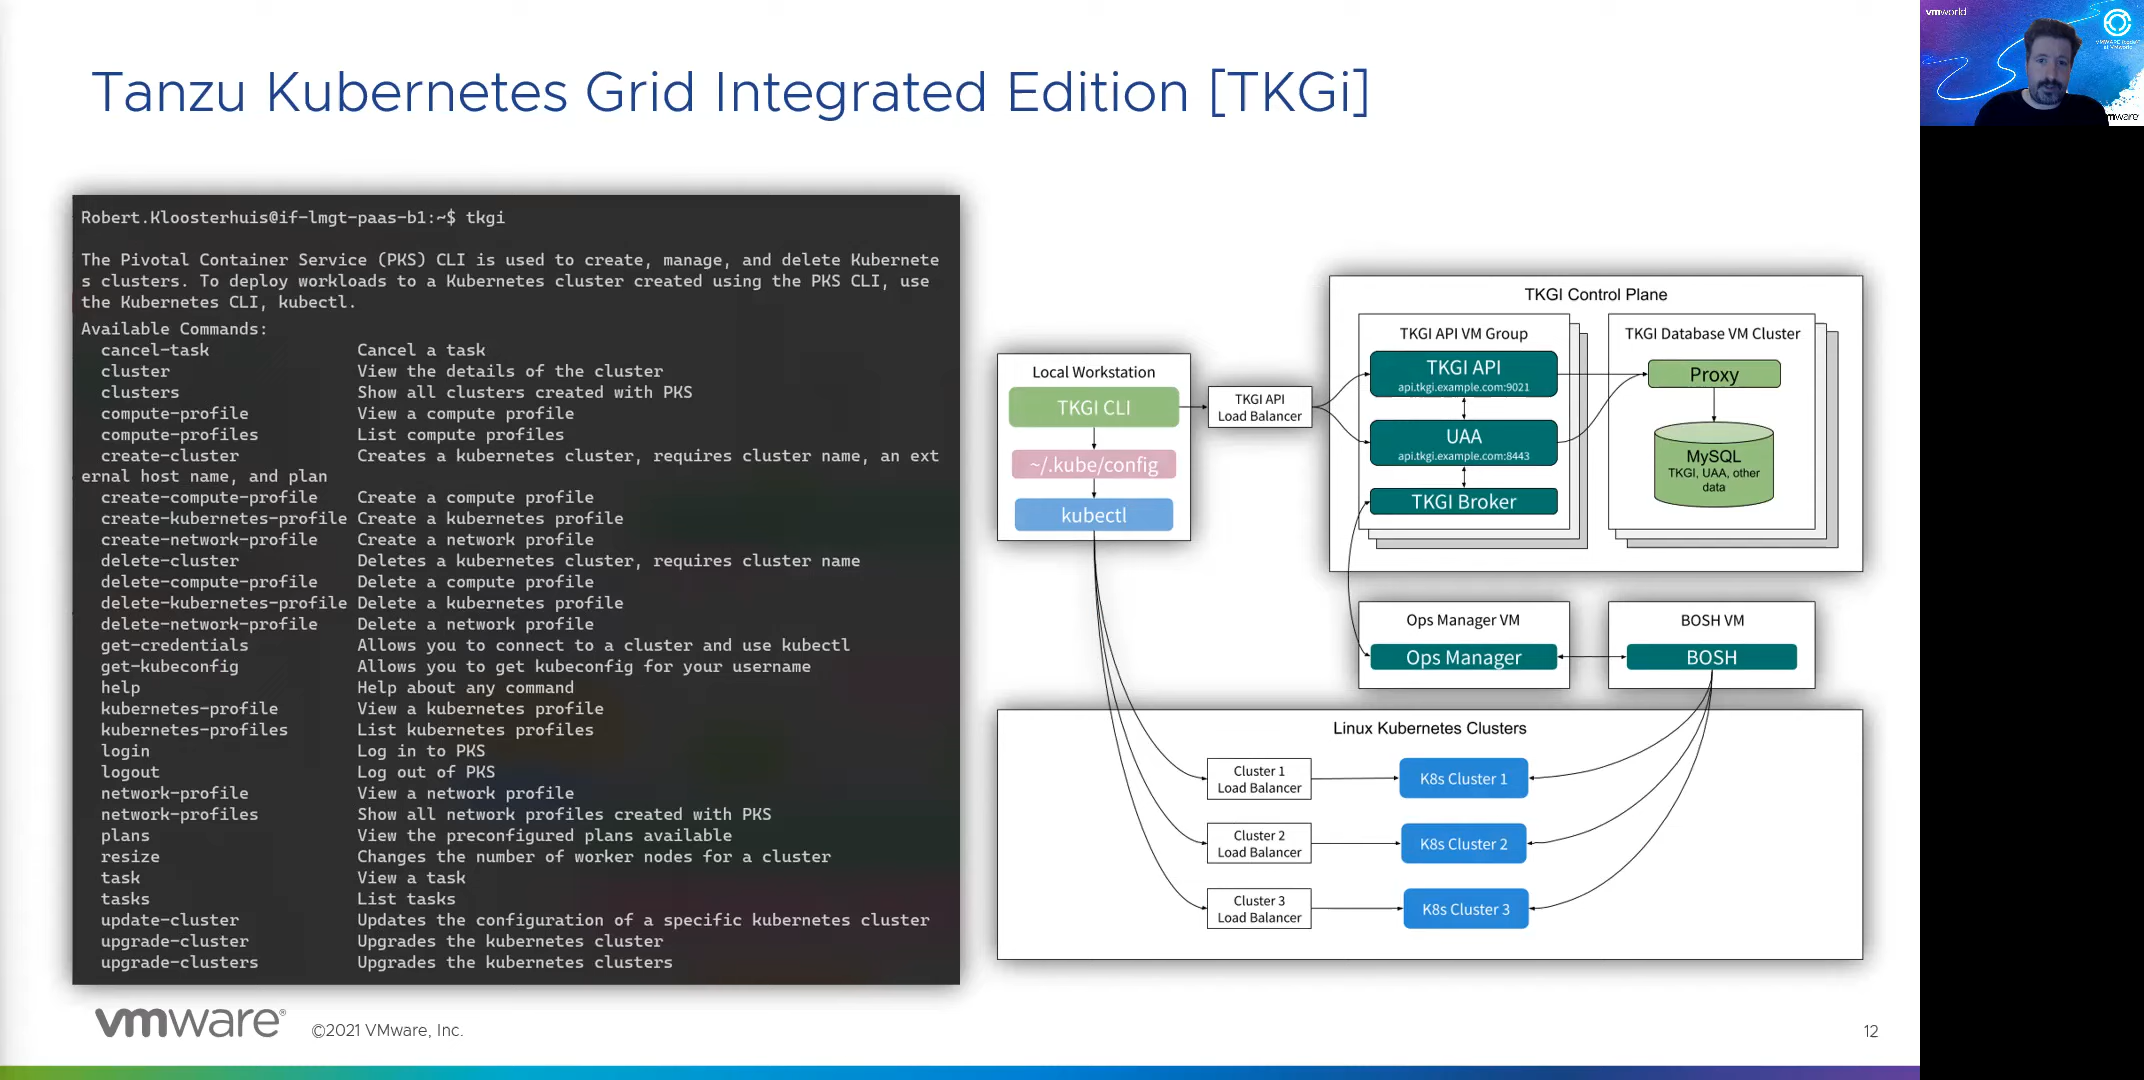 Tanzu Kubernetes Grid Integrated Edition [TKGi]
Robert.Kloosterhuis@if-lmgt-paas-b1:~$ tkgi
The Pivotal Container Service (PKS) CLI is used to create, manage, and delete Kubernete
s clusters. To deploy workloads to a Kubernetes cluster created using the PKS CLI, use
the Kubernetes CLI, kubectl.
Available Commands:
cancel-task Cancel a task
cluster View the details of the cluster
clusters Show all clusters created with PKS
compute-profile View a compute profile
compute-profiles List compute profiles
create-cluster Creates a kubernetes cluster, requires cluster name, an ext
ernal host name, and plan
create-compute-profile Create a compute profile
create-kubernetes-profile Create a kubernetes profile
create-network-profile Create a network profile
delete-cluster Deletes a kubernetes cluster, requires cluster name
delete-compute-profile Delete a compute profile
delete-kubernetes-profile Delete a kubernetes profile
delete-network-profile Delete a network profile
get-credentials Allows you to connect to a cluster and use kubectl
get-kubeconfig Allows you to get kubeconfig for your username
help Help about any command
kubernetes-profile View a kubernetes profile
kubernetes-profiles List kubernetes profiles
login Log in to PKS
logout Log out of PKS
network-profile View a network profile
network-profiles Show all network profiles created with PKS
plans View the preconfigured plans available
resize Changes the number of worker nodes for a cluster
task View a task
tasks List tasks
update-cluster Updates the configuration of a specific kubernetes cluster
upgrade-cluster Upgrades the kubernetes cluster
upgrade-clusters Upgrades the kubernetes clusters
Local Workstation
TKGI CLI
~/.kube/config
kubectl
TKGI API
Load Balancer
TKGI Control Plane
TKGI API VM Group
TKGI API
api.tkgi.example.com:9021
UAA
api.tkgi.example.com:8443
TKGI Broker
TKGI Database VM Cluster
Proxy
MySQL
TKGI, UAA, other
data
Ops Manager VM
Ops Manager
BOSH VM
BOSH
Linux Kubernetes Clusters
Cluster 1
Load Balancer
K8s Cluster 1
Cluster 2
Load Balancer
K8s Cluster 2
Cluster 3
Load Balancer
K8s Cluster 3
vmware®
©2021 VMware, Inc.
12
vmworld
mware